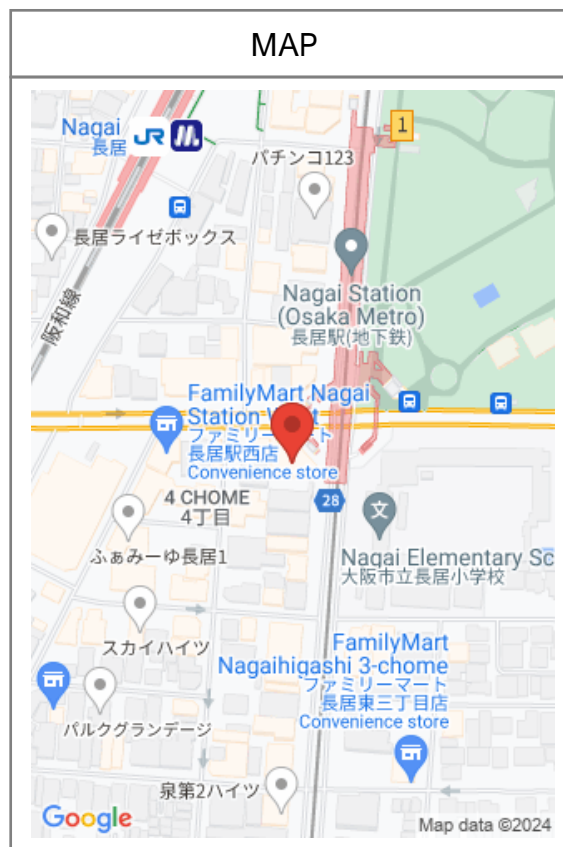 MAP
Nagai
長居
JR
1
パチンコ123
長居ライゼボックス
阪和線
Nagai Station
(Osaka Metro)
長居駅(地下鉄)
FamilyMart Nagai
Station
ファミリー ート
長居駅西店
Convenience store
28
4 CHOME
4丁目
文
ふぁみーゆ長居1
Nagai Elementary Sc
大阪市立長居小学校
スカイハイツ
FamilyMart
Nagaihigashi 3-chome
ファミリーマート
長居東三丁目店
Convenience store
パルクグランデージ
泉第2ハイツ
Google
Map data ©2024